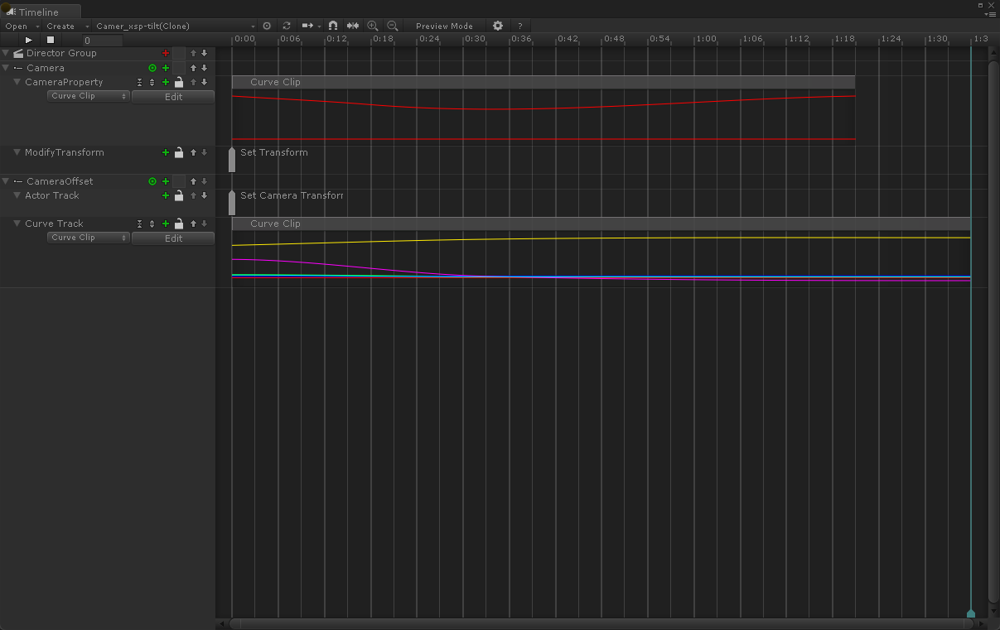 Timeline
Open Create Camer_xsp-tilt(Clone) Preview Mode ?
0 0:00 0:06 0:12 0:18 0:24 0:30 0:36 0:42 0:48 0:54 1:00 1:06 1:12 1:18 1:24 1:30 1:3
Director Group
Camera
CameraProperty Curve Clip
Curve Clip Edit
ModifyTransform Set Transform
CameraOffset
Actor Track Set Camera Transfor
Curve Track Curve Clip
Curve Clip Edit